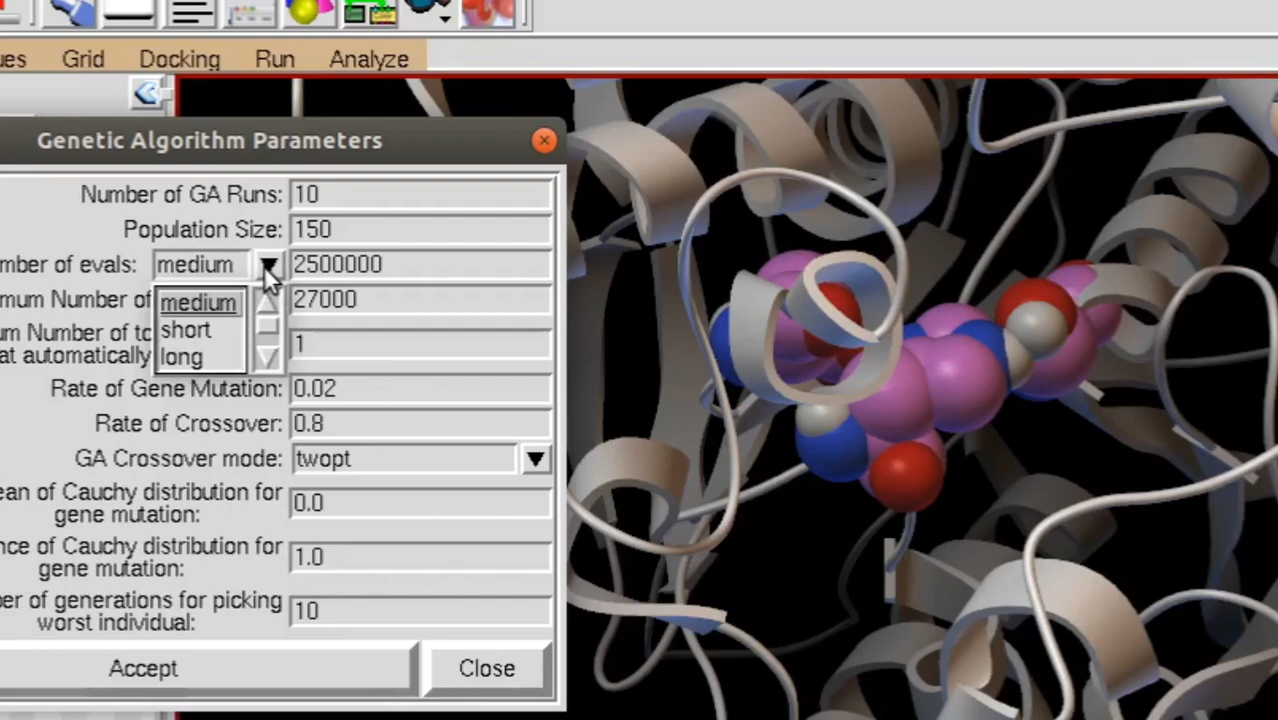 ues Grid Docking Run Analyze
Genetic Algorithm Parameters
Number of GA Runs: 10
Population Size: 150
mber of evals: medium 2500000
mum Number of 27000
medium
short
long
um Number of to
at automatically 1
Rate of Gene Mutation: 0.02
Rate of Crossover: 0.8
GA Crossover mode: twopt
ean of Cauchy distribution for
gene mutation: 0.0
nce of Cauchy distribution for
gene mutation: 1.0
er of generations for picking
worst individual: 10
Accept Close